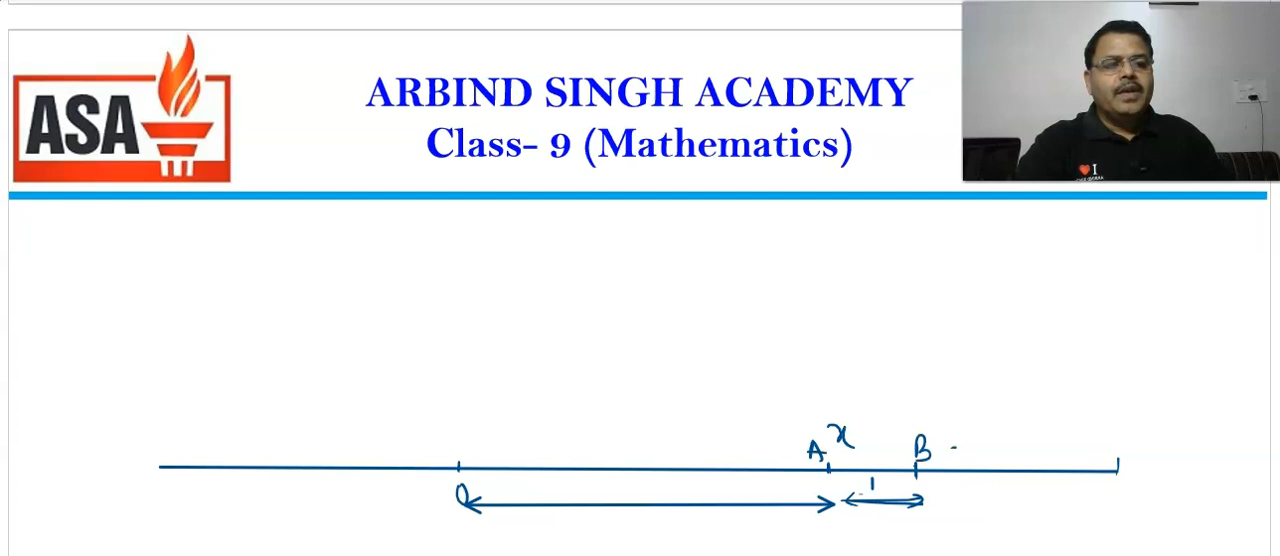 ASA
ARBIND SINGH ACADEMY
Class- 9 (Mathematics)
I
A x B
O 1